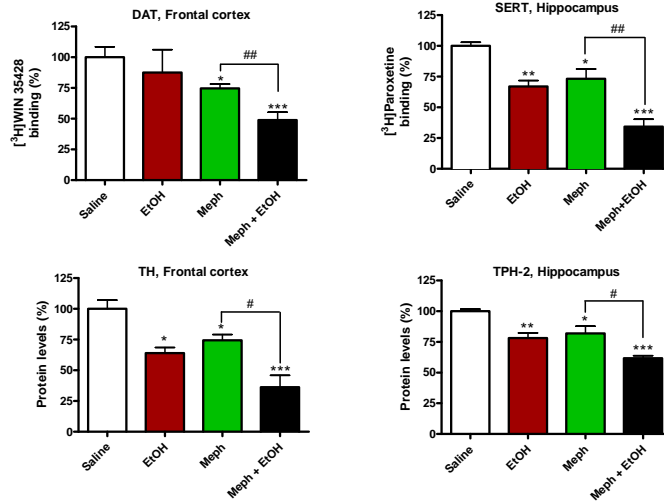 DAT, Frontal cortex
[³H]WIN 35428
binding (%)
125
100
75
50
25
0
*
##
***
Saline
EtOH
Meph
Meph + EtOH
SERT, Hippocampus
[³H]Paroxetine
binding (%)
125
100
75
50
25
0
**
*
##
***
Saline
EtOH
Meph
Meph+EtOH
TH, Frontal cortex
Protein levels (%)
125
100
75
50
25
0
*
*
#
***
Saline
EtOH
Meph
Meph + EtOH
TPH-2, Hippocampus
Protein levels (%)
125
100
75
50
25
0
**
*
#
***
Saline
EtOH
Meph
Meph + EtOH